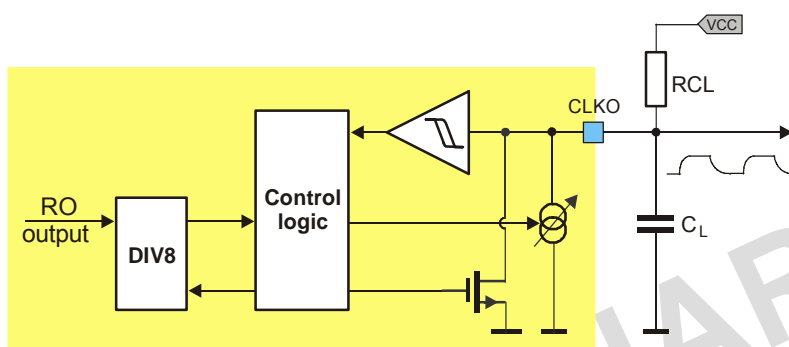 VCC
RCL
CLKO
Control
logic
RO
output
DIV8
CL